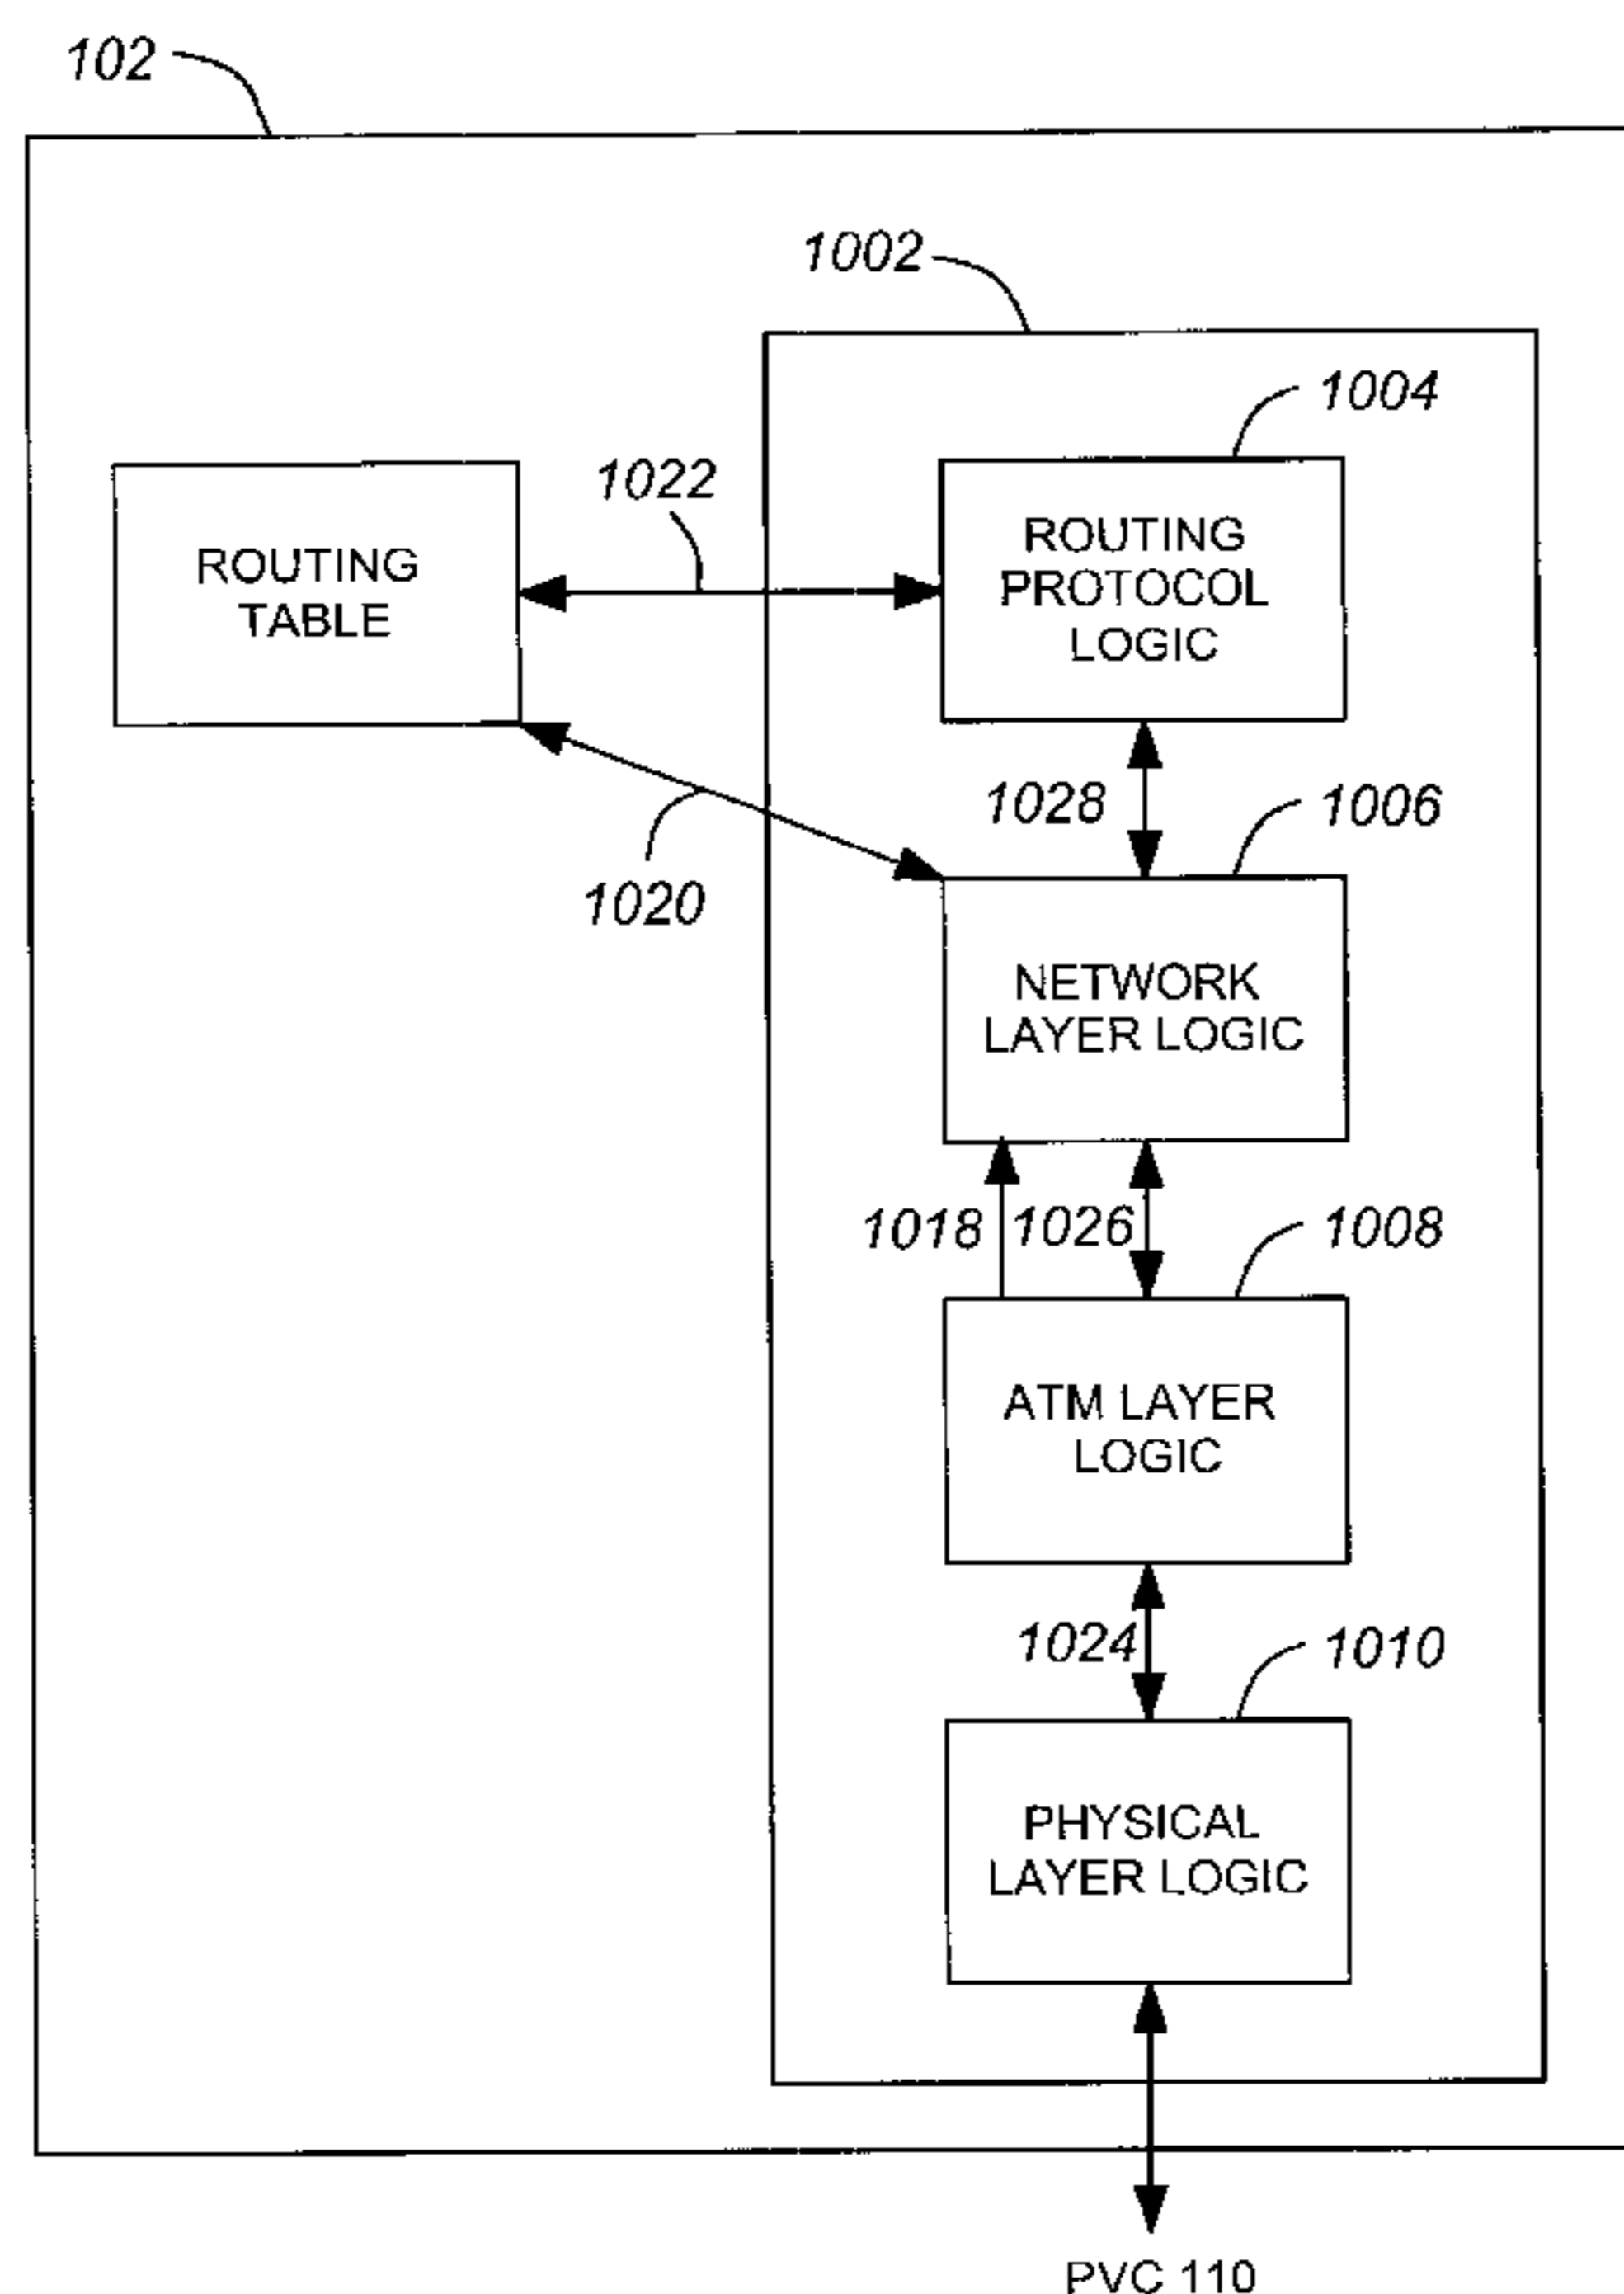 102
1002
1004
1022
ROUTING
TABLE
ROUTING
PROTOCOL
LOGIC
1028
1006
1020
NETWORK
LAYER LOGIC
1018
1026
1008
ATM LAYER
LOGIC
1024
1010
PHYSICAL
LAYER LOGIC
PVC 110